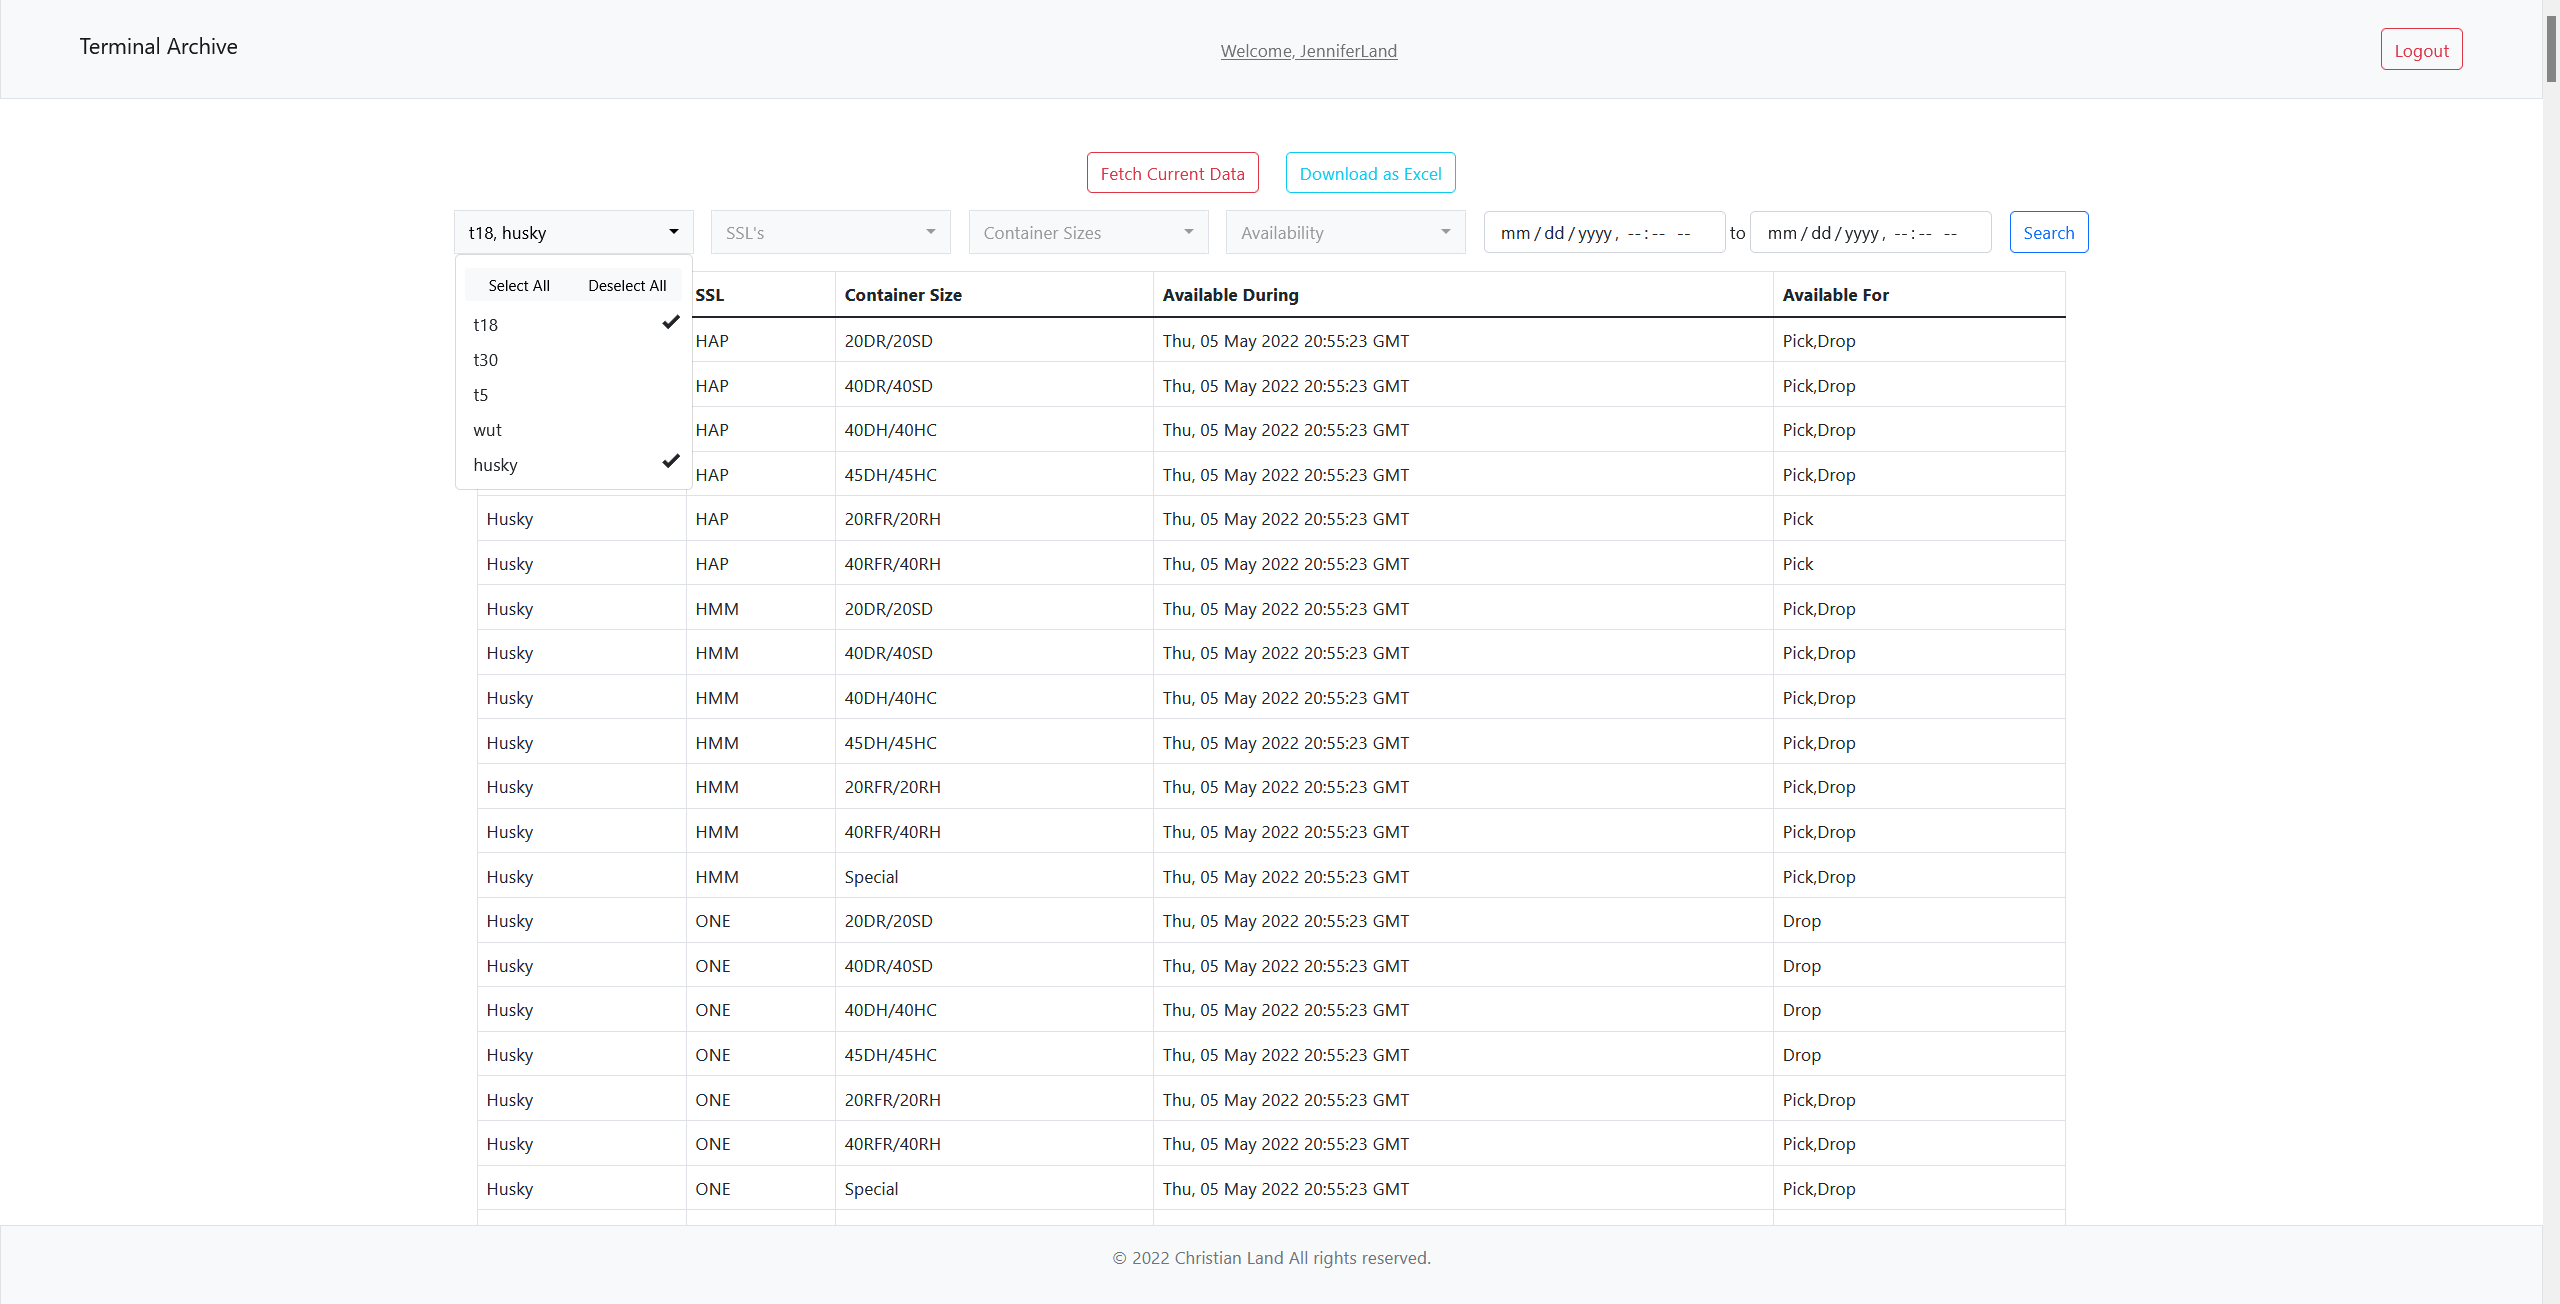 Terminal Archive
Welcome, JenniferLand
Logout
Fetch Current Data
Download as Excel
t18, husky
SSL's
Container Sizes
Availability
mm/dd/yyyy, --:-- --
to
mm/dd/yyyy, --:-- --
Search
Select All
Deselect All
t18
t30
t5
wut
husky
SSL Container Size Available During Available For
HAP 20DR/20SD Thu, 05 May 2022 20:55:23 GMT Pick,Drop
HAP 40DR/40SD Thu, 05 May 2022 20:55:23 GMT Pick,Drop
HAP 40DH/40HC Thu, 05 May 2022 20:55:23 GMT Pick,Drop
HAP 45DH/45HC Thu, 05 May 2022 20:55:23 GMT Pick,Drop
Husky HAP 20RFR/20RH Thu, 05 May 2022 20:55:23 GMT Pick
Husky HAP 40RFR/40RH Thu, 05 May 2022 20:55:23 GMT Pick
Husky HMM 20DR/20SD Thu, 05 May 2022 20:55:23 GMT Pick,Drop
Husky HMM 40DR/40SD Thu, 05 May 2022 20:55:23 GMT Pick,Drop
Husky HMM 40DH/40HC Thu, 05 May 2022 20:55:23 GMT Pick,Drop
Husky HMM 45DH/45HC Thu, 05 May 2022 20:55:23 GMT Pick,Drop
Husky HMM 20RFR/20RH Thu, 05 May 2022 20:55:23 GMT Pick,Drop
Husky HMM 40RFR/40RH Thu, 05 May 2022 20:55:23 GMT Pick,Drop
Husky HMM Special Thu, 05 May 2022 20:55:23 GMT Pick,Drop
Husky ONE 20DR/20SD Thu, 05 May 2022 20:55:23 GMT Drop
Husky ONE 40DR/40SD Thu, 05 May 2022 20:55:23 GMT Drop
Husky ONE 40DH/40HC Thu, 05 May 2022 20:55:23 GMT Drop
Husky ONE 45DH/45HC Thu, 05 May 2022 20:55:23 GMT Drop
Husky ONE 20RFR/20RH Thu, 05 May 2022 20:55:23 GMT Pick,Drop
Husky ONE 40RFR/40RH Thu, 05 May 2022 20:55:23 GMT Pick,Drop
Husky ONE Special Thu, 05 May 2022 20:55:23 GMT Pick,Drop
© 2022 Christian Land All rights reserved.